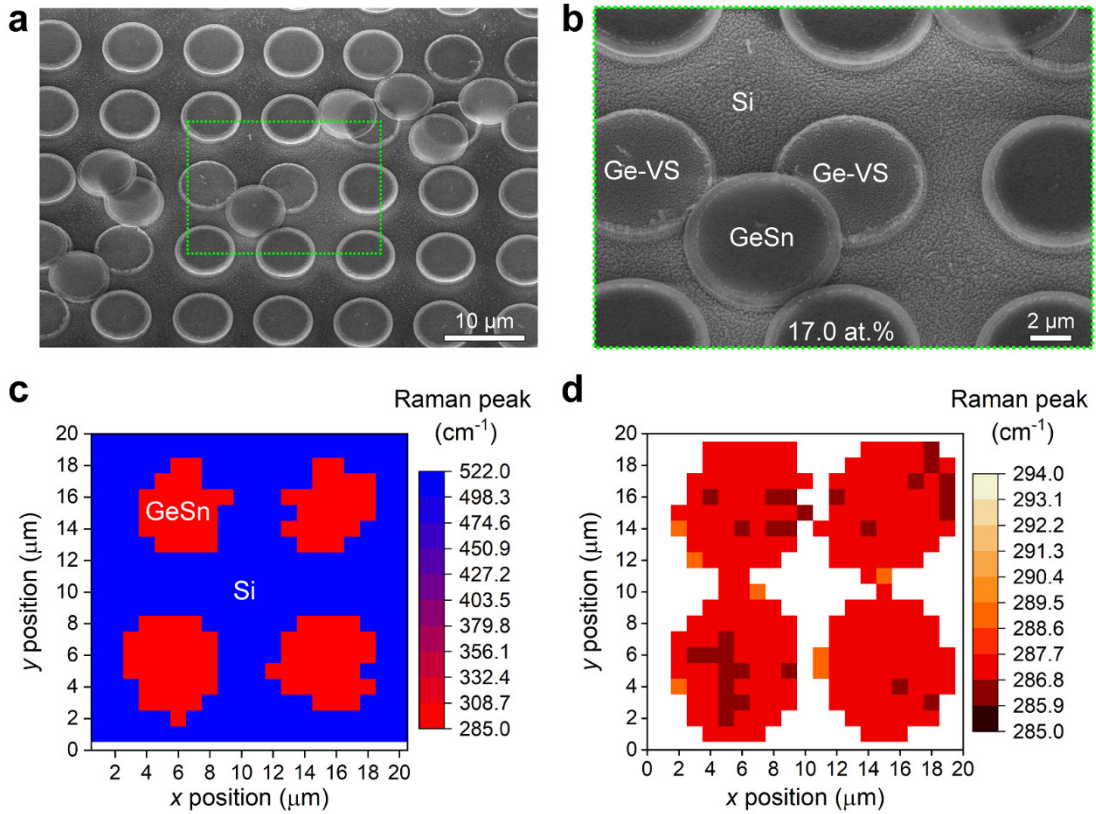 a
10 µm
b
Si
Ge-VS
Ge-VS
GeSn
17.0 at.%
2 µm
c
Raman peak
(cm⁻¹)
20
18
16
14
12
10
8
6
4
2
0
y position (µm)
GeSn
Si
2 4 6 8 10 12 14 16 18 20
x position (µm)
522.0
498.3
474.6
450.9
427.2
403.5
379.8
356.1
332.4
308.7
285.0
d
Raman peak
(cm⁻¹)
20
18
16
14
12
10
8
6
4
2
0
y position (µm)
0 2 4 6 8 10 12 14 16 18 20
x position (µm)
294.0
293.1
292.2
291.3
290.4
289.5
288.6
287.7
286.8
285.9
285.0